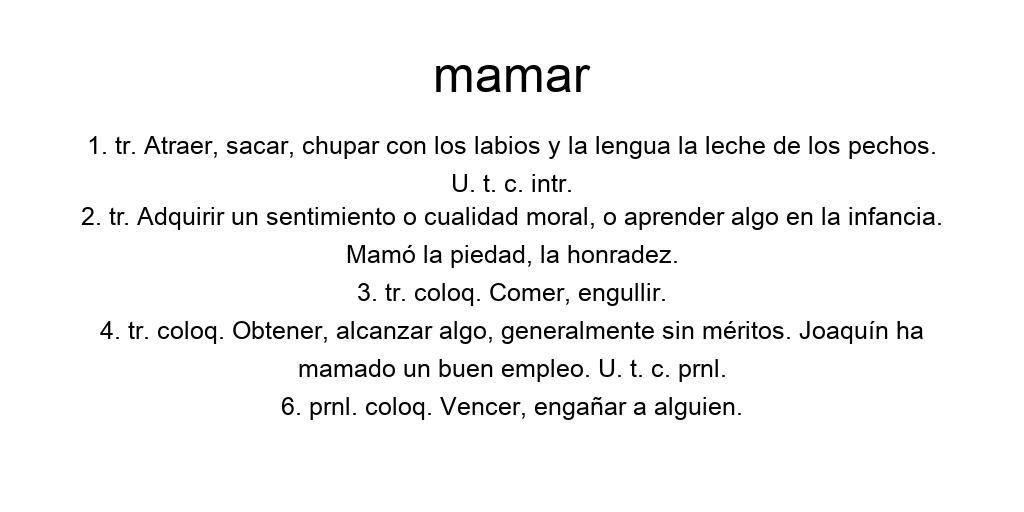 mamar
1. tr. Atraer, sacar, chupar con los labios y la lengua la leche de los pechos.
U. t. c. intr.
2. tr. Adquirir un sentimiento o cualidad moral, o aprender algo en la infancia.
Mamó la piedad, la honradez.
3. tr. coloq. Comer, engullir.
4. tr. coloq. Obtener, alcanzar algo, generalmente sin méritos. Joaquín ha
mamado un buen empleo. U. t. c. prnl.
6. prnl. coloq. Vencer, engañar a alguien.